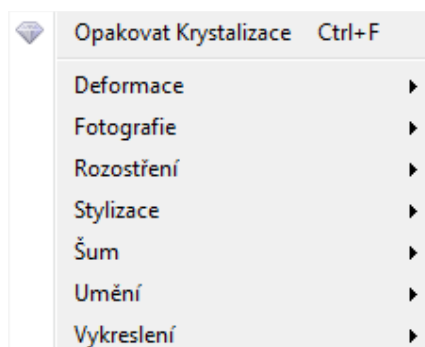 Opakovat Krystalizace Ctrl+F
Deformace
Fotografie
Rozostření
Stylizace
Šum
Umění
Vykreslení